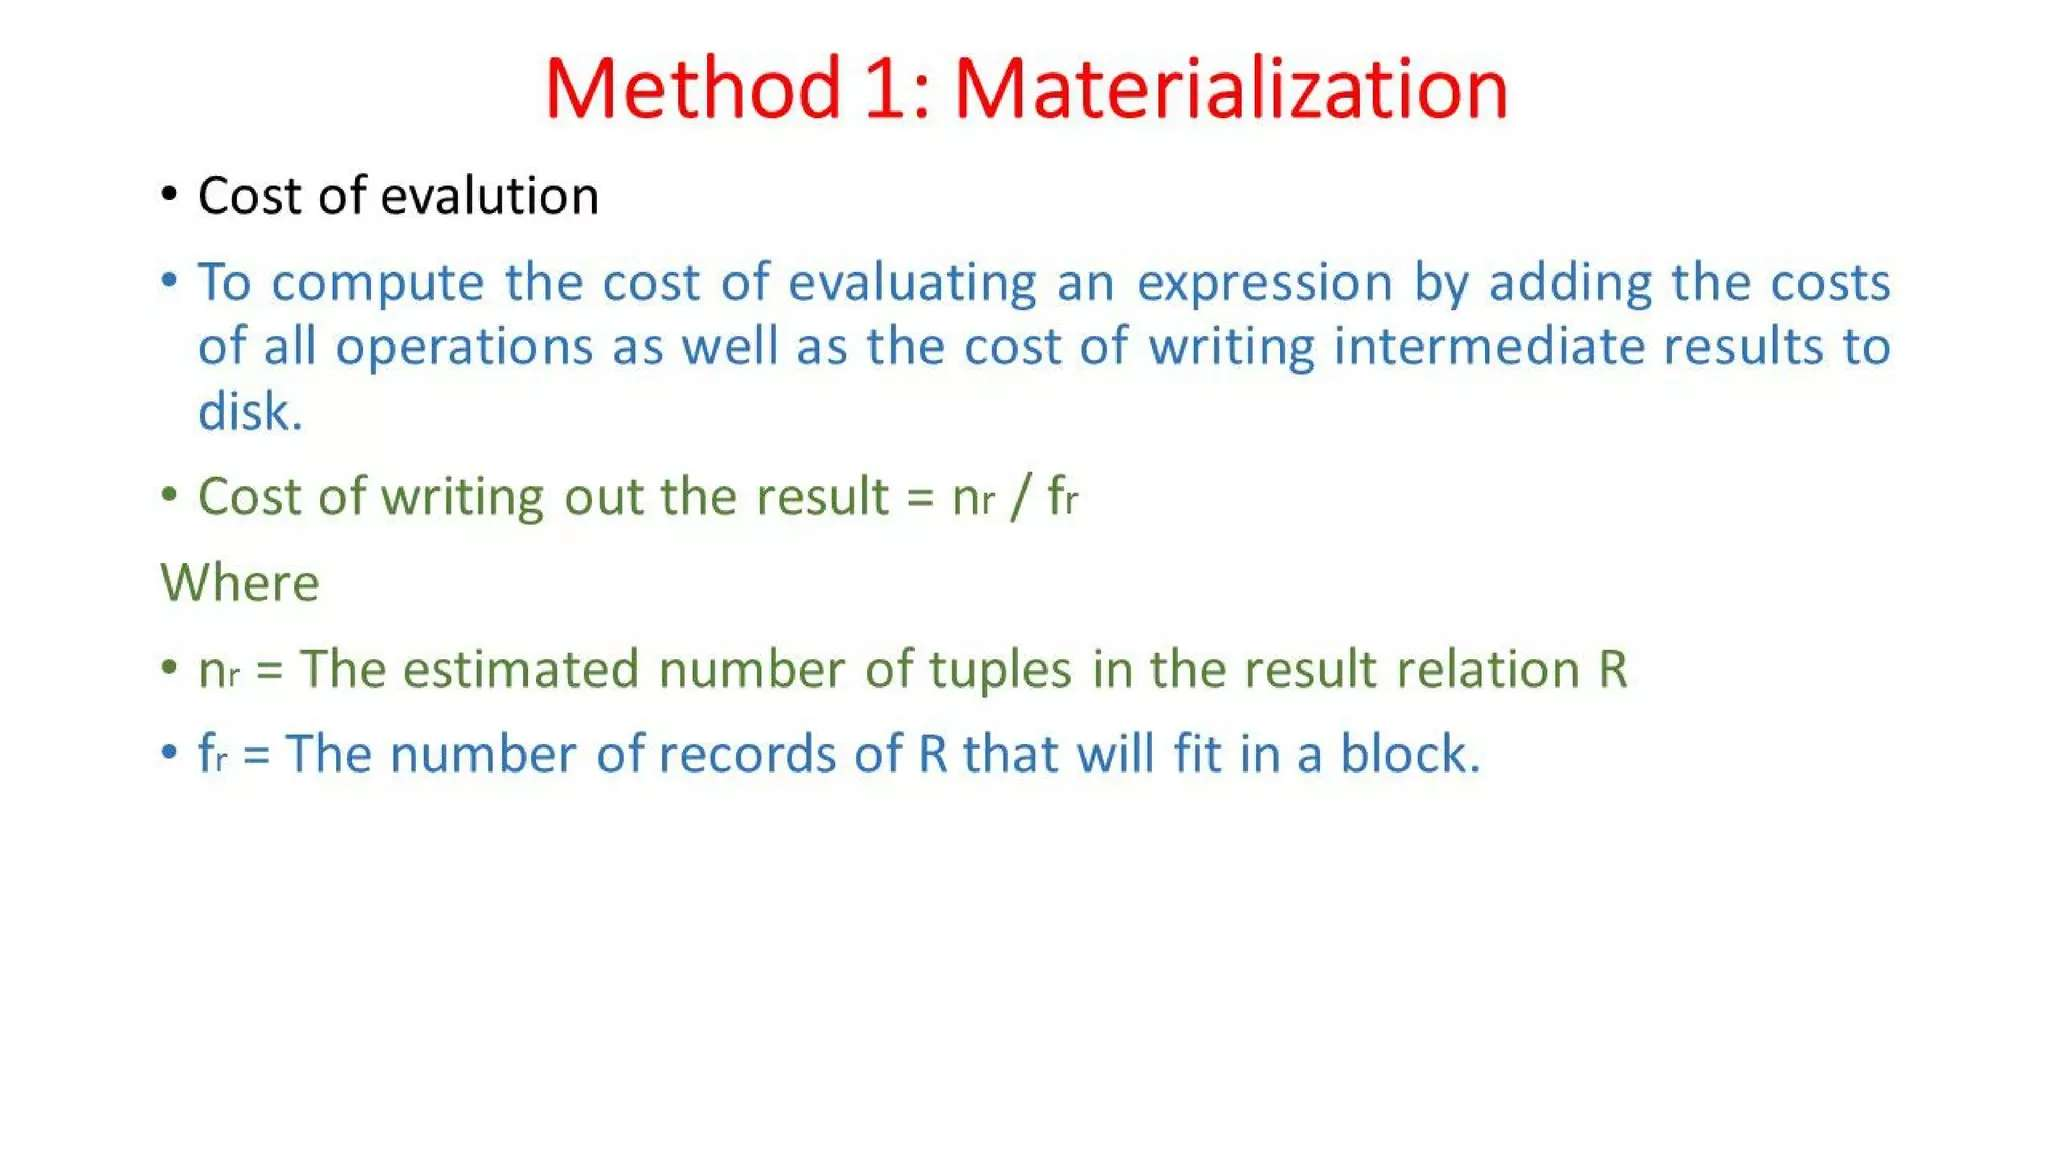 Method 1: Materialization
• Cost of evalution
• To compute the cost of evaluating an expression by adding the costs
of all operations as well as the cost of writing intermediate results to
disk.
• Cost of writing out the result = nr / fr
Where
• nr = The estimated number of tuples in the result relation R
• fr = The number of records of R that will fit in a block.